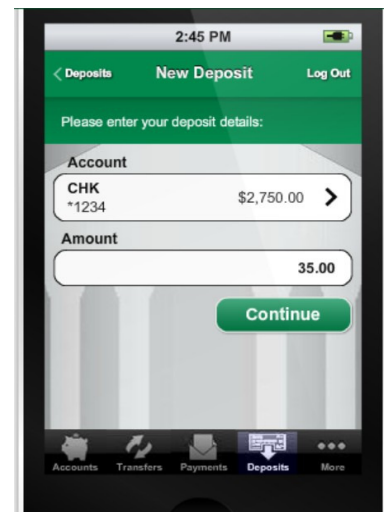 2:45 PM
Deposits New Deposit Log Out
Please enter your deposit details:
Account
CHK
*1234 $2,750.00
Amount
35.00
Continue
Accounts Transfers Payments Deposits More